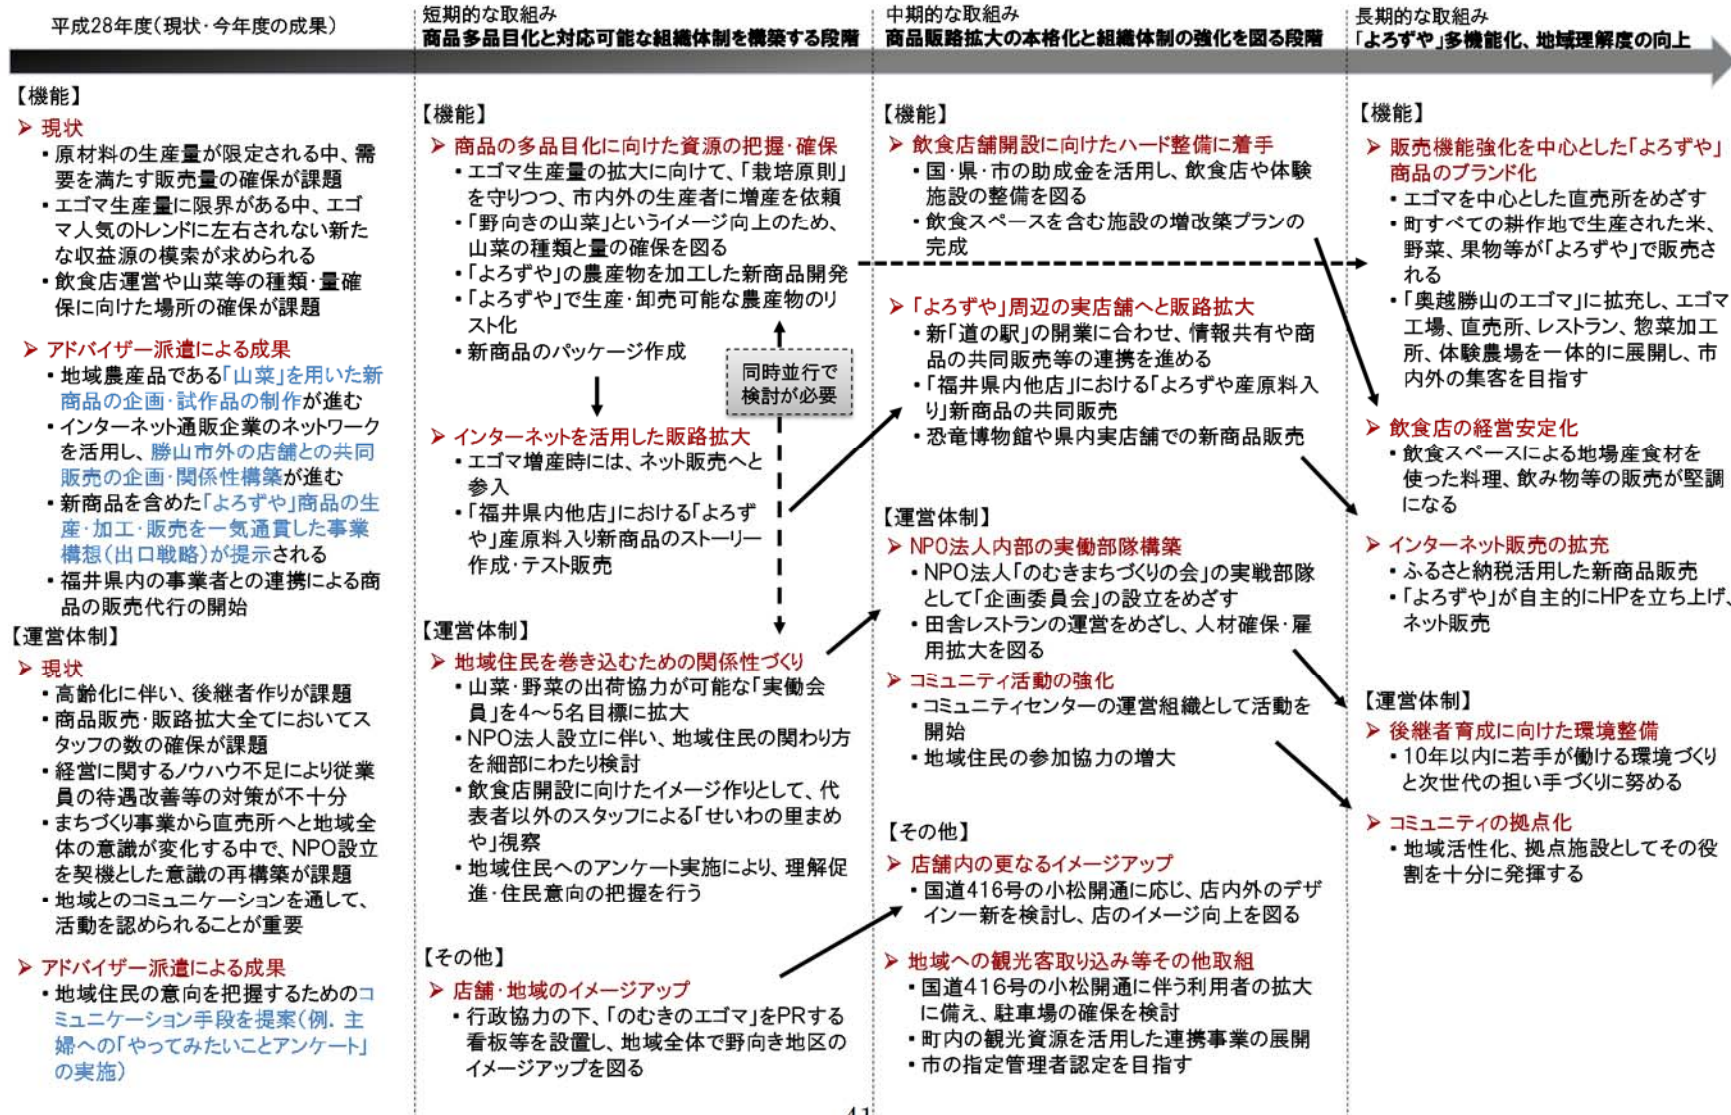 平成28年度(現状・今年度の成果)
【機能】
➤ 現状
・原材料の生産量が限定される中、需
要を満たす販売量の確保が課題
・エゴマ生産量に限界がある中、エゴ
マ人気のトレンドに左右されない新た
な収益源の模索が求められる
・飲食店運営や山菜等の種類・量確
保に向けた場所の確保が課題
➤ アドバイザー派遣による成果
・地域農産品である「山菜」を用いた新
商品の企画・試作品の制作が進む
・インターネット通販企業のネットワーク
を活用し、勝山市外の店舗との共同
販売の企画・関係性構築が進む
・新商品を含めた「よろずや」商品の生
産・加工・販売を一気通貫した事業
構想(出口戦略)が提示される
・福井県内の事業者との連携による商
品の販売代行の開始
【運営体制】
➤ 現状
・高齢化に伴い、後継者作りが課題
・商品販売・販路拡大全てにおいてス
タッフの数の確保が課題
・経営に関するノウハウ不足により従業
員の待遇改善等の対策が不十分
・まちづくり事業から直売所へと地域全
体の意識が変化する中で、NPO設立
を契機とした意識の再構築が課題
・地域とのコミュニケーションを通して、
活動を認められることが重要
➤ アドバイザー派遣による成果
・地域住民の意向を把握するためのコ
ミュニケーション手段を提案(例. 主
婦への「やってみたいことアンケート」
の実施)
短期的な取組み
商品多品目化と対応可能な組織体制を構築する段階
【機能】
➤ 商品の多品目化に向けた資源の把握・確保
・エゴマ生産量の拡大に向けて、「栽培原則」
を守りつつ、市内外の生産者に増産を依頼
・「野向きの山菜」というイメージ向上のため、
山菜の種類と量の確保を図る
・「よろずや」の農産物を加工した新商品開発
・「よろずや」で生産・卸売可能な農産物のリ
スト化
・新商品のパッケージ作成
同時並行で
検討が必要
➤ インターネットを活用した販路拡大
・エゴマ増産時には、ネット販売へと
参入
・「福井県内他店」における「よろず
や」産原料入り新商品のストーリー
作成・テスト販売
【運営体制】
➤ 地域住民を巻き込むための関係性づくり
・山菜・野菜の出荷協力が可能な「実働会
員」を4～5名目標に拡大
・NPO法人設立に伴い、地域住民の関わり方
を細部にわたり検討
・飲食店開設に向けたイメージ作りとして、代
表者以外のスタッフによる「せいわの里まめ
や」視察
・地域住民へのアンケート実施により、理解促
進・住民意向の把握を行う
【その他】
➤ 店舗・地域のイメージアップ
・行政協力の下、「のむきのエゴマ」をPRする
看板等を設置し、地域全体で野向き地区の
イメージアップを図る
中期的な取組み
商品販路拡大の本格化と組織体制の強化を図る段階
【機能】
➤ 飲食店舗開設に向けたハード整備に着手
・国・県・市の助成金を活用し、飲食店や体験
施設の整備を図る
・飲食スペースを含む施設の増改築プランの
完成
➤ 「よろずや」周辺の実店舗へと販路拡大
・新「道の駅」の開業に合わせ、情報共有や商
品の共同販売等の連携を進める
・「福井県内他店」における「よろずや産原料入
り」新商品の共同販売
・恐竜博物館や県内実店舗での新商品販売
【運営体制】
➤ NPO法人内部の実働部隊構築
・NPO法人「のむきまちづくりの会」の実戦部隊
として「企画委員会」の設立をめざす
・田舎レストランの運営をめざし、人材確保・雇
用拡大を図る
➤ コミュニティ活動の強化
・コミュニティセンターの運営組織として活動を
開始
・地域住民の参加協力の増大
【その他】
➤ 店舗内の更なるイメージアップ
・国道416号の小松開通に応じ、店内外のデザ
イン一新を検討し、店のイメージ向上を図る
➤ 地域への観光客取り込み等その他取組
・国道416号の小松開通に伴う利用者の拡大
に備え、駐車場の確保を検討
・町内の観光資源を活用した連携事業の展開
・市の指定管理者認定を目指す
長期的な取組み
「よろずや」多機能化、地域理解度の向上
【機能】
➤ 販売機能強化を中心とした「よろずや」
商品のブランド化
・エゴマを中心とした直売所をめざす
・町すべての耕作地で生産された米、
野菜、果物等が「よろずや」で販売さ
れる
・「奥越勝山のエゴマ」に拡充し、エゴマ
工場、直売所、レストラン、惣菜加工
所、体験農場を一体的に展開し、市
内外の集客を目指す
➤ 飲食店の経営安定化
・飲食スペースによる地場産食材を
使った料理、飲み物等の販売が堅調
になる
➤ インターネット販売の拡充
・ふるさと納税活用した新商品販売
・「よろずや」が自主的にHPを立ち上げ、
ネット販売
【運営体制】
➤ 後継者育成に向けた環境整備
・10年以内に若手が働ける環境づくり
と次世代の担い手づくりに努める
➤ コミュニティの拠点化
・地域活性化、拠点施設としてその役
割を十分に発揮する
41